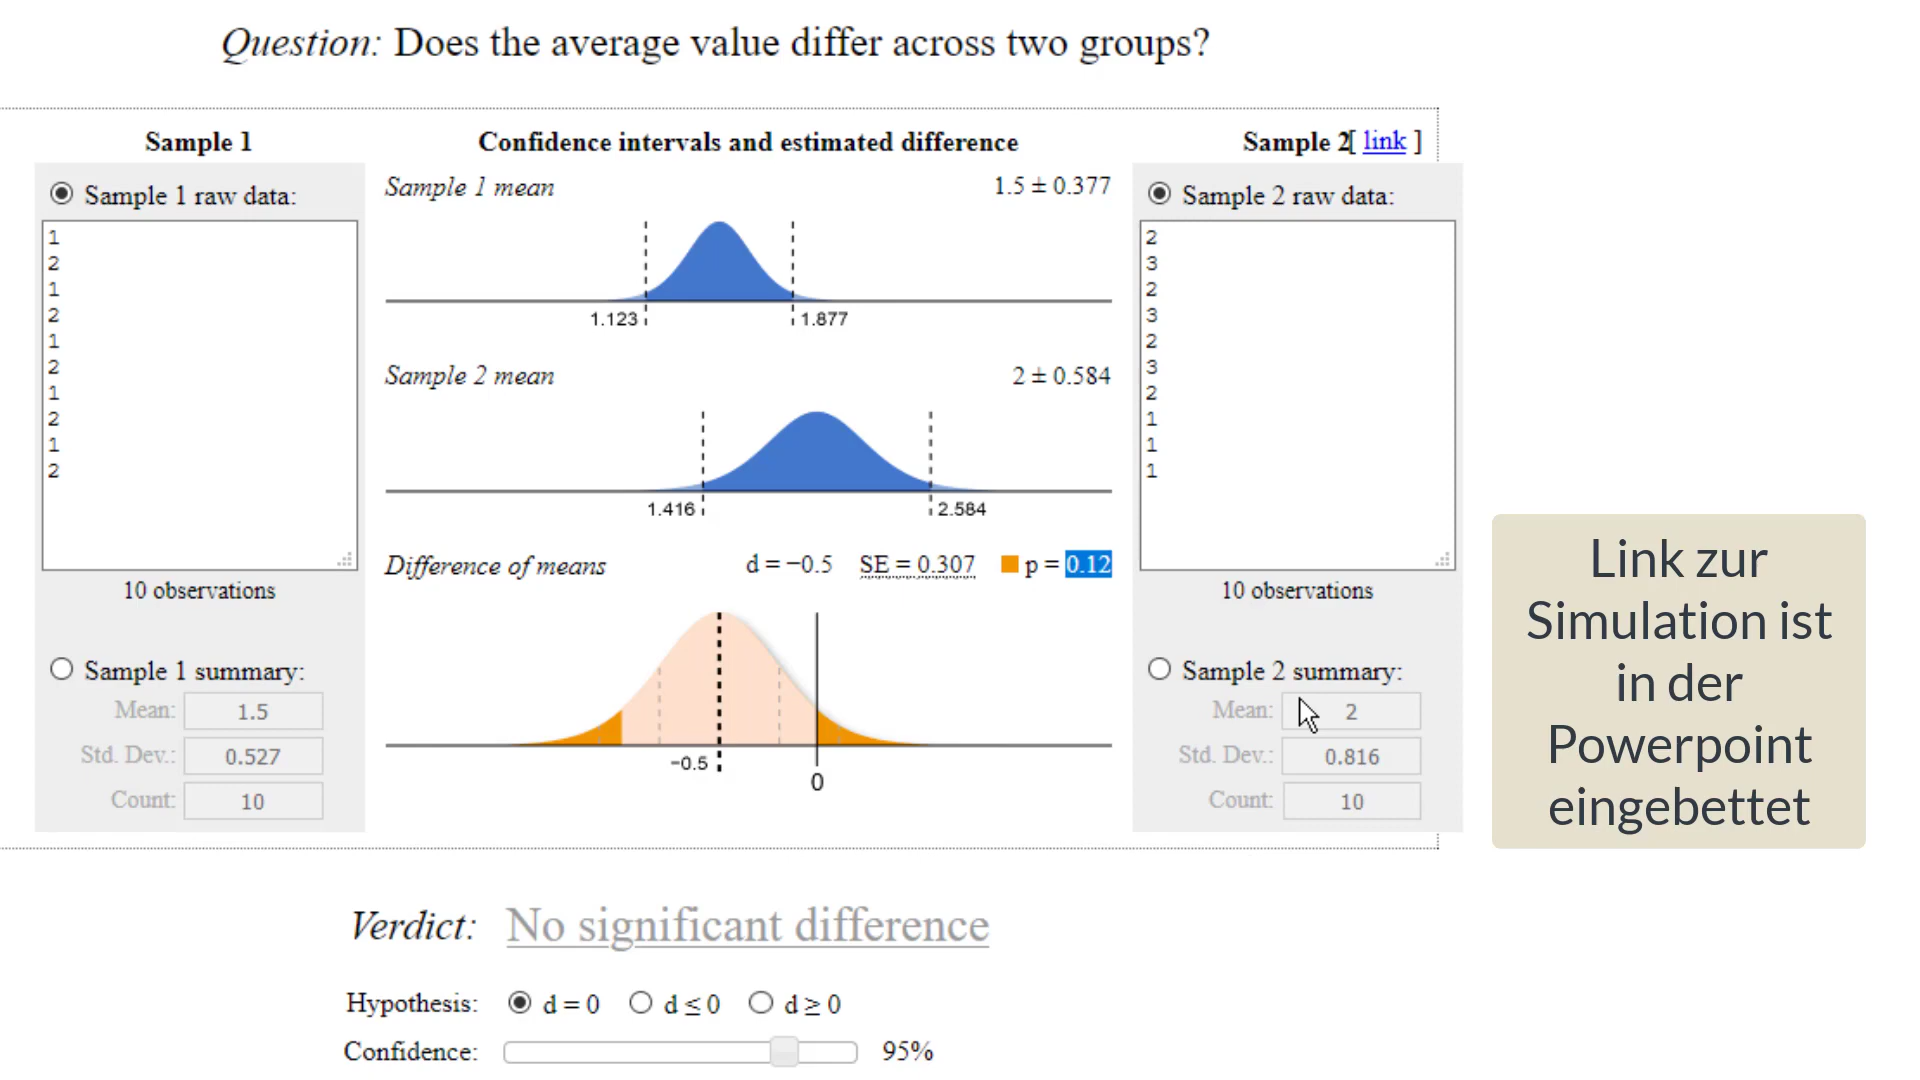 Question: Does the average value differ across two groups?
Sample 1
Confidence intervals and estimated difference
Sample 2[ link ]
Sample 1 raw data:
1
2
1
2
1
2
1
2
1
2
10 observations
Sample 1 summary:
Mean: 1.5
Std. Dev.: 0.527
Count: 10
Sample 1 mean 1.5 ± 0.377
1.123 1.877
Sample 2 mean 2 ± 0.584
1.416 2.584
Difference of means d = −0.5 SE = 0.307 p = 0.12
−0.5
0
Sample 2 raw data:
2
3
2
3
2
3
2
1
1
1
10 observations
Sample 2 summary:
Mean: 2
Std. Dev.: 0.816
Count: 10
Link zur
Simulation ist
in der
Powerpoint
eingebettet
Verdict: No significant difference
Hypothesis: d = 0 d ≤ 0 d ≥ 0
Confidence: 95%